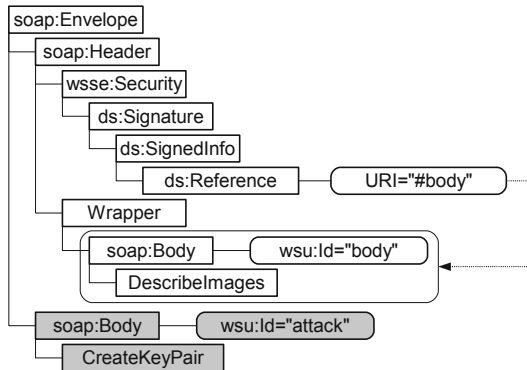 soap:Envelope
soap:Header
wsse:Security
ds:Signature
ds:SignedInfo
ds:Reference URI="#body"
Wrapper
soap:Body wsu:Id="body"
DescribeImages
soap:Body wsu:Id="attack"
CreateKeyPair